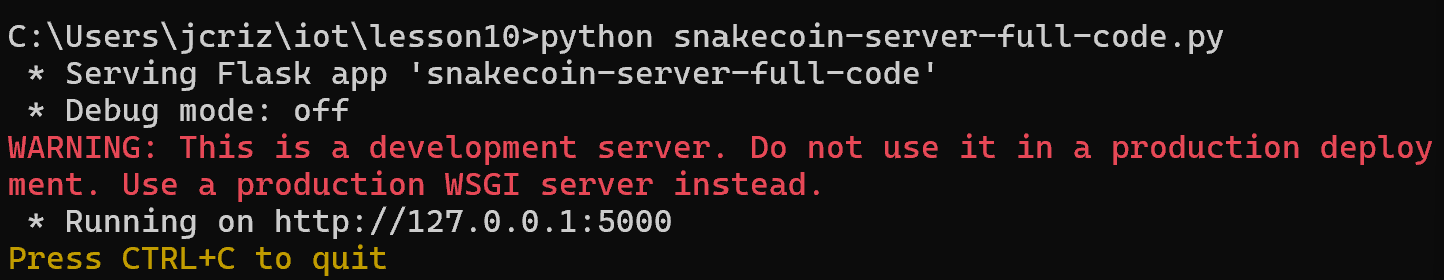 C:\Users\jcriz\iot\lesson10>python snakecoin-server-full-code.py
 * Serving Flask app 'snakecoin-server-full-code'
 * Debug mode: off
WARNING: This is a development server. Do not use it in a production deploy
ment. Use a production WSGI server instead.
 * Running on http://127.0.0.1:5000
Press CTRL+C to quit